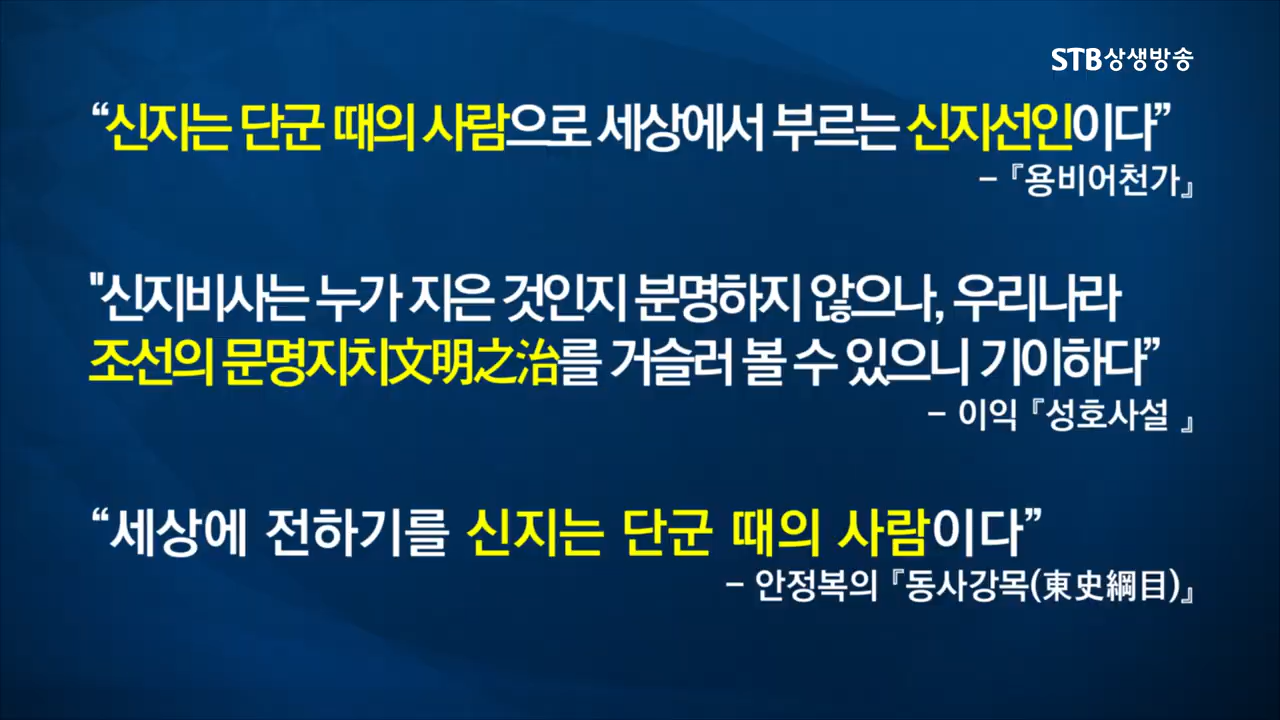 STB상생방송
“신지는 단군 때의 사람으로 세상에서 부르는 신지선인이다”
- 『용비어천가』
"신지비사는 누가 지은 것인지 분명하지 않으나, 우리나라
조선의 문명지치文明之治를 거슬러 볼 수 있으니 기이하다”
- 이익 『성호사설 』
“세상에 전하기를 신지는 단군 때의 사람이다”
- 안정복의 『동사강목(東史綱目)』